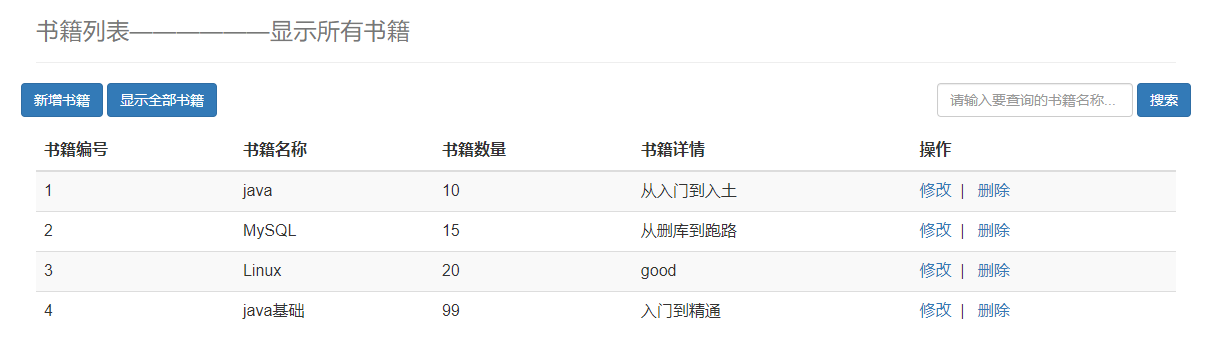 书籍列表——————显示所有书籍
新增书籍 显示全部书籍 请输入要查询的书籍名称... 搜索
书籍编号 书籍名称 书籍数量 书籍详情 操作
1 java 10 从入门到入土 修改 | 删除
2 MySQL 15 从删库到跑路 修改 | 删除
3 Linux 20 good 修改 | 删除
4 java基础 99 入门到精通 修改 | 删除